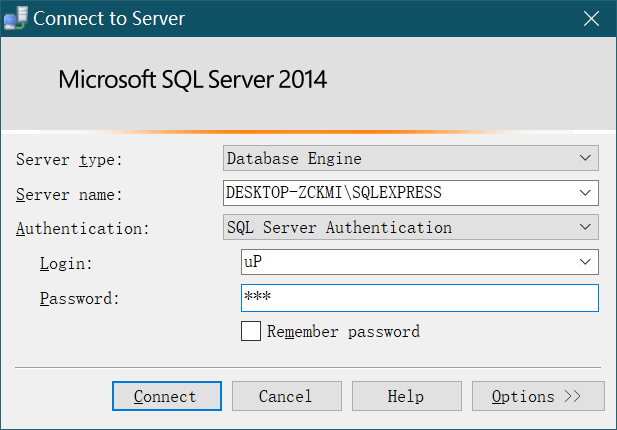 Connect to Server
Microsoft SQL Server 2014
Server type: Database Engine
Server name: DESKTOP-ZCKMI\SQLEXPRESS
Authentication: SQL Server Authentication
Login: uP
Password: ***
Remember password
Connect Cancel Help Options >>